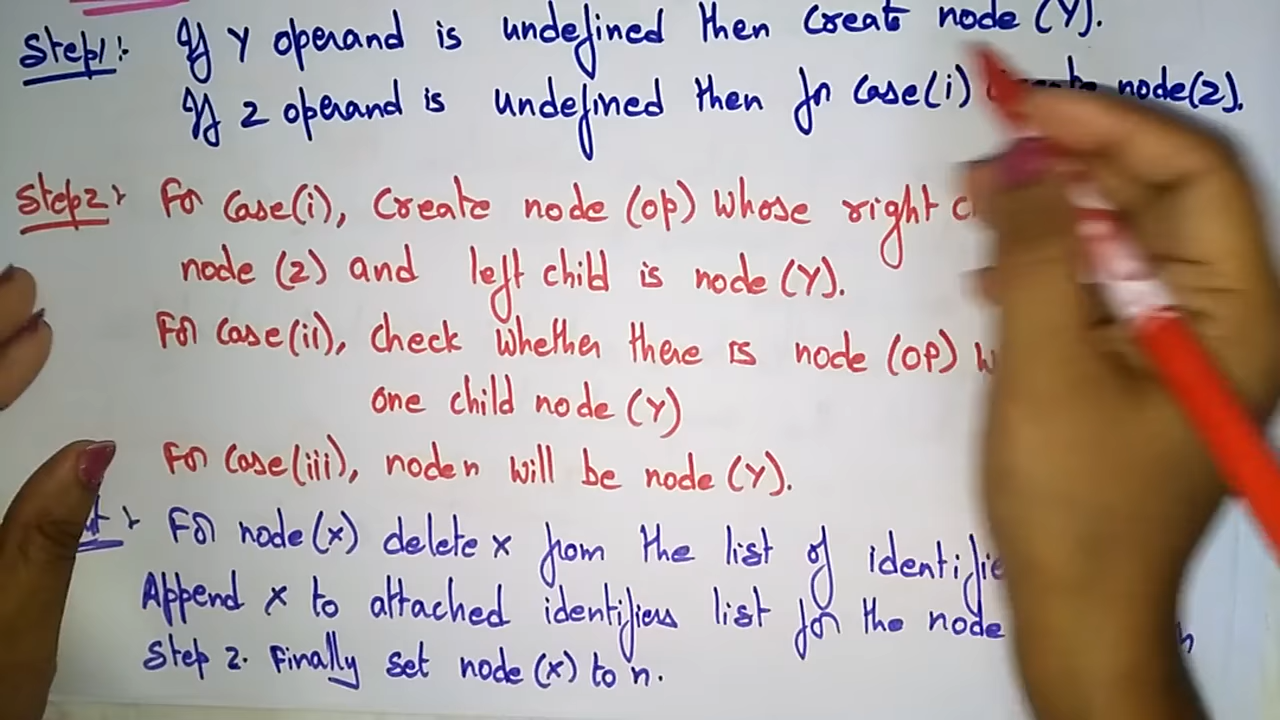 Step1:- If Y operand is undefined then create node (Y).
If z operand is undefined then for case(i) node(z).
Step2:- For case(i), Create node (op) whose right
node (z) and left child is node (Y).
For case(ii), check whether there is node (OP)
one child node (Y)
For case(iii), node n will be node (Y).
For node (x) delete x from the list of
Append x to attached identifiers list for the node
Step 2. Finally set node (x) to n.